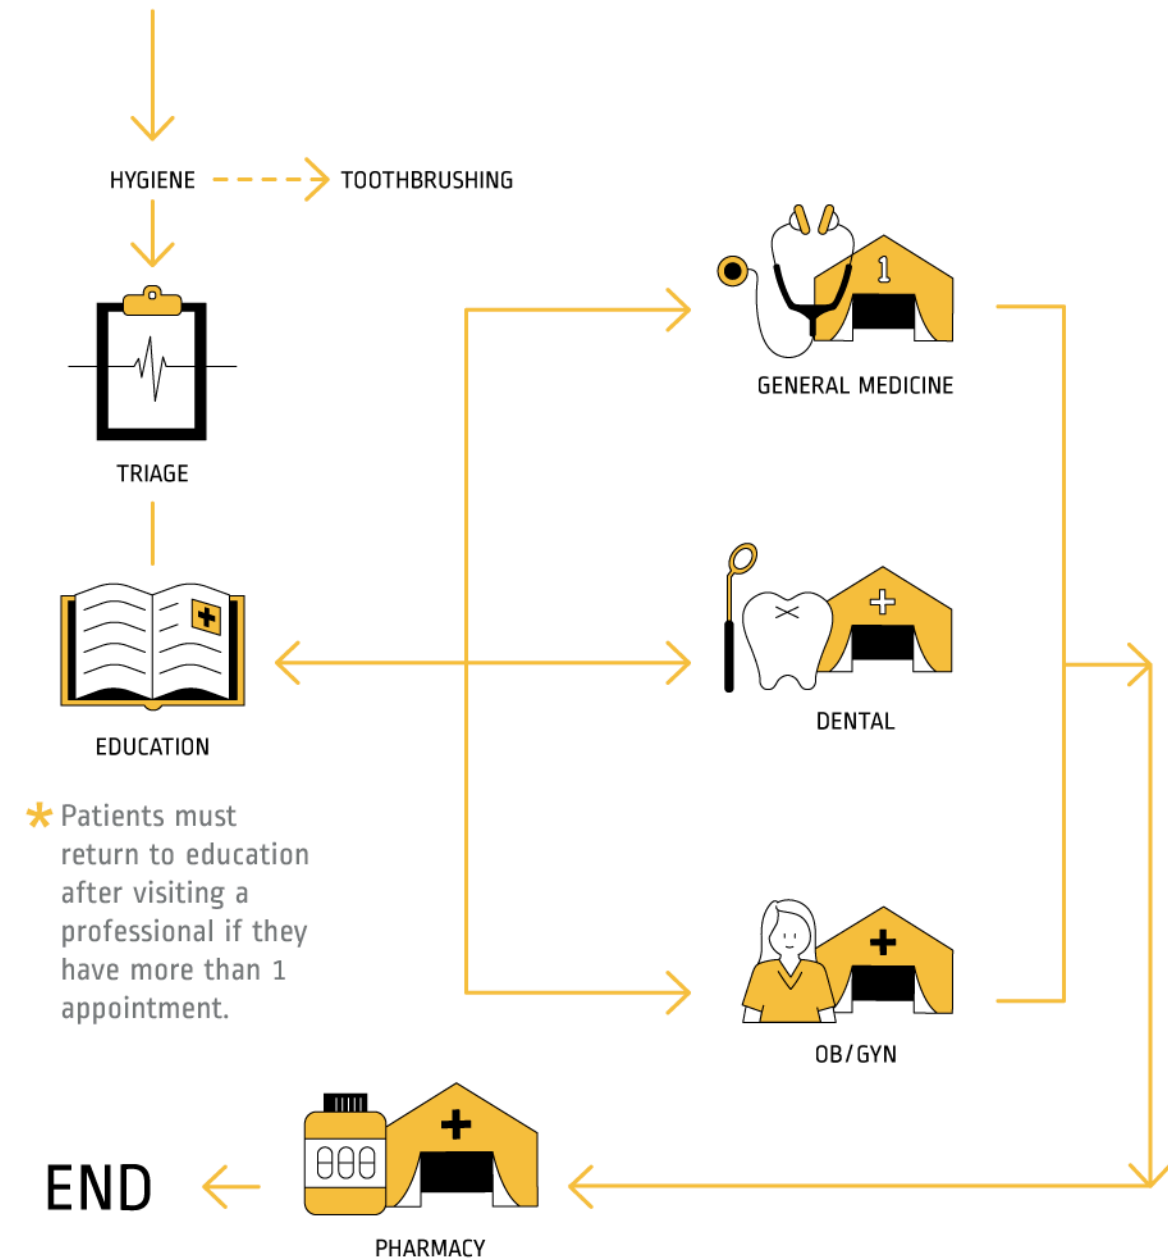 HYGIENE
TOOTHBRUSHING
1
GENERAL MEDICINE
TRIAGE
DENTAL
EDUCATION
* Patients must
return to education
after visiting a
professional if they
have more than 1
appointment.
OB/GYN
END
PHARMACY